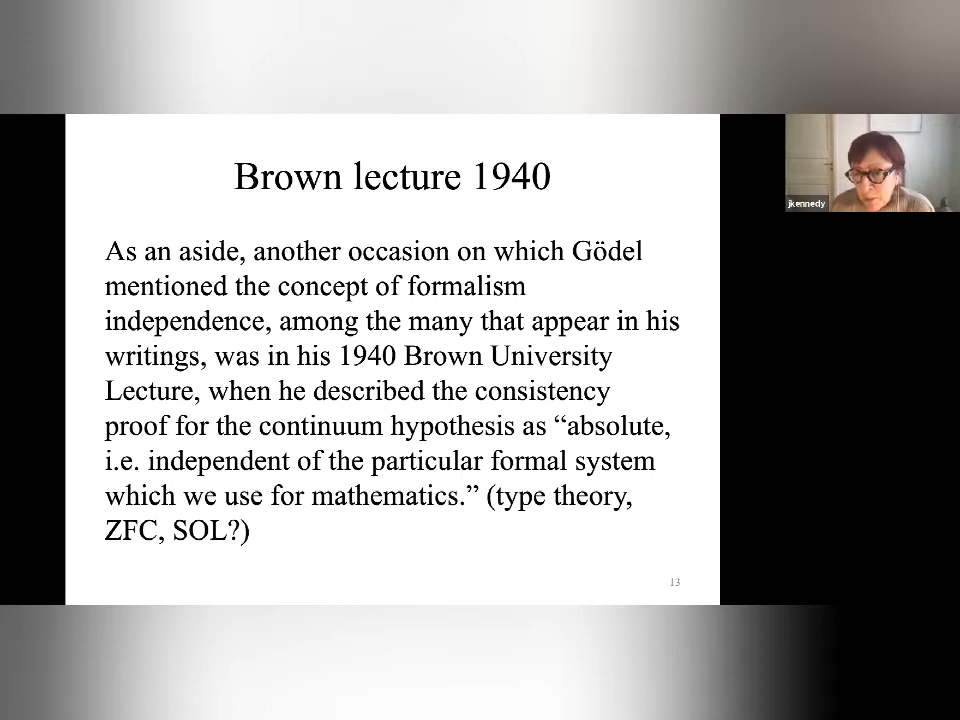 Brown lecture 1940
As an aside, another occasion on which Gödel
mentioned the concept of formalism
independence, among the many that appear in his
writings, was in his 1940 Brown University
Lecture, when he described the consistency
proof for the continuum hypothesis as “absolute,
i.e. independent of the particular formal system
which we use for mathematics.” (type theory,
ZFC, SOL?)
13
jkennedy